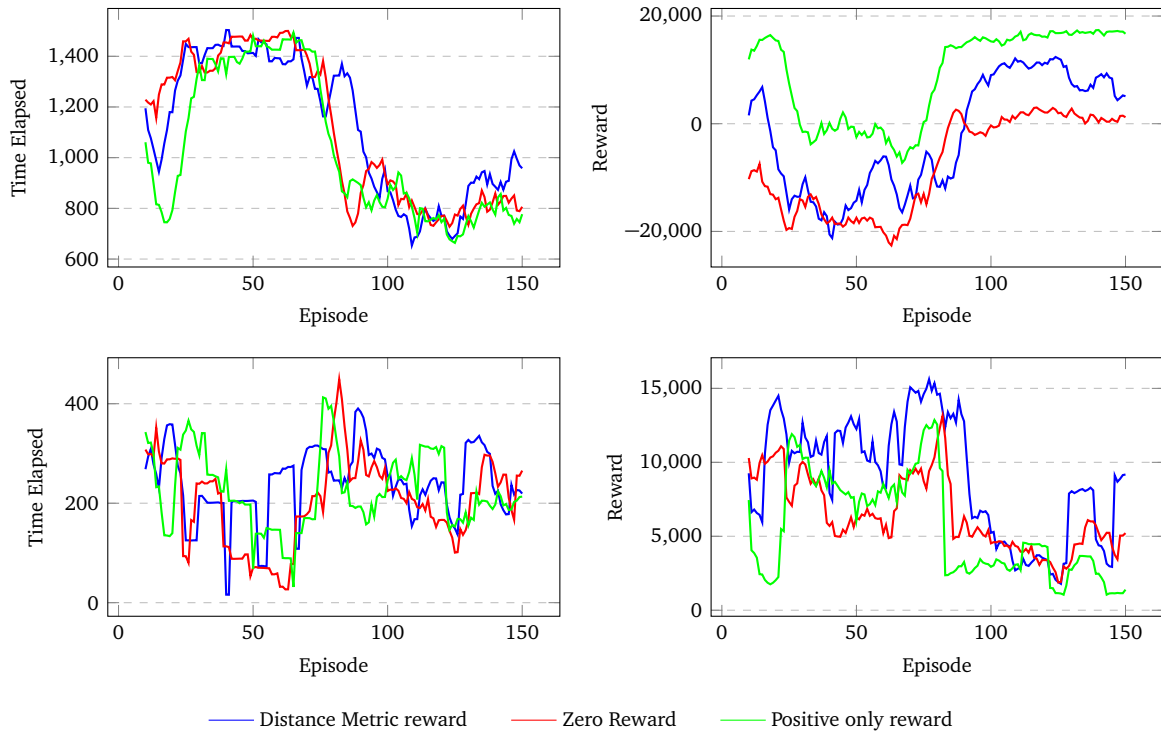 1,400
1,200
1,000
800
600
Time Elapsed
0 50 100 150
Episode
20,000
0
−20,000
Reward
0 50 100 150
Episode
400
200
0
Time Elapsed
0 50 100 150
Episode
15,000
10,000
5,000
0
Reward
0 50 100 150
Episode
Distance Metric reward Zero Reward Positive only reward